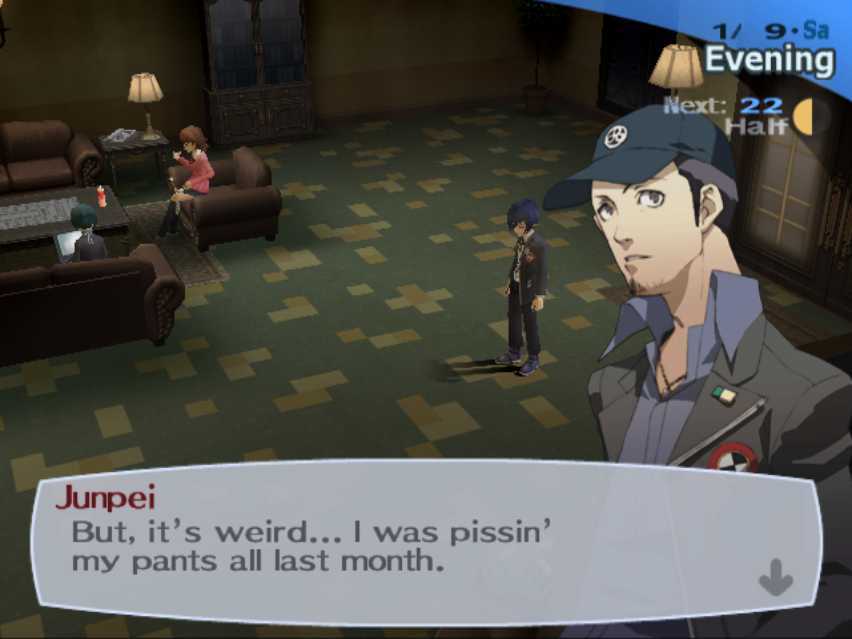 1/ 9・Sa
Evening
Next: 22
Half
Junpei
But, it's weird... I was pissin'
my pants all last month.